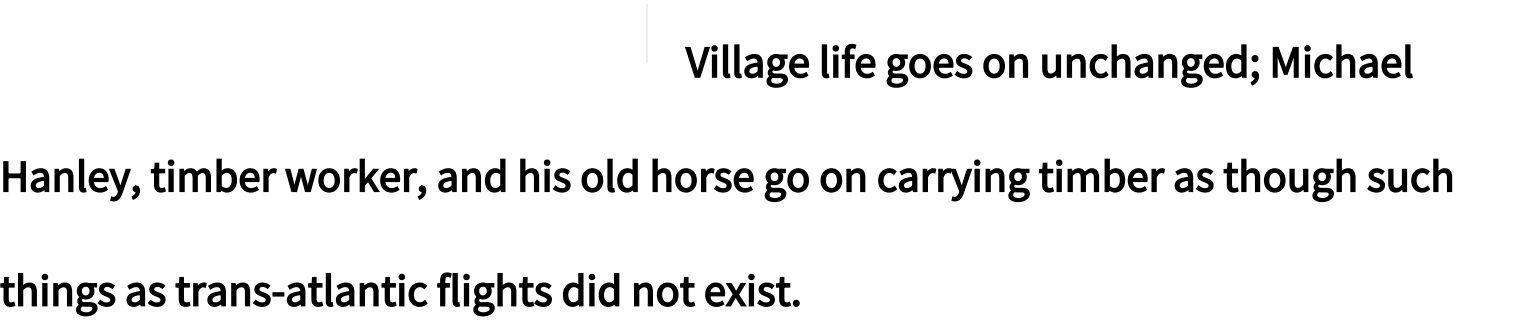 Village life goes on unchanged; Michael
Hanley, timber worker, and his old horse go on carrying timber as though such
things as trans-atlantic flights did not exist.